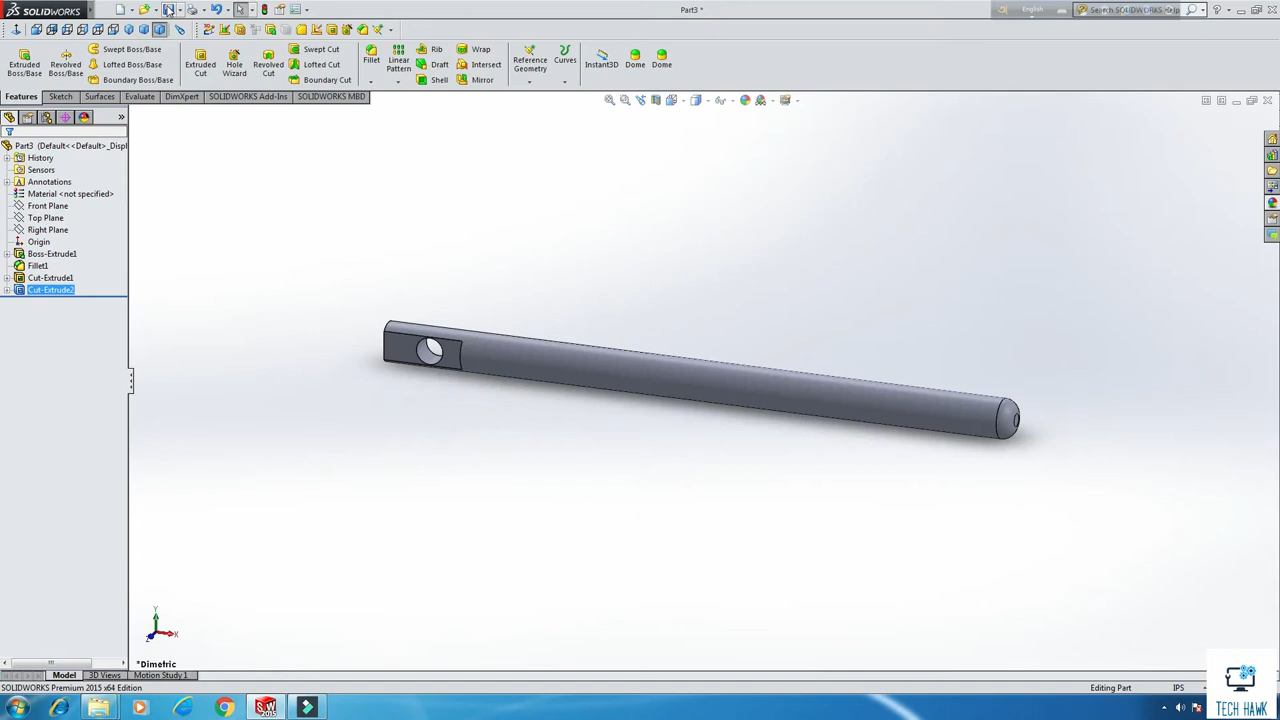 SOLIDWORKS
Part3 *
English
Search SOLIDWORKS Help
Extruded Boss/Base
Revolved Boss/Base
Swept Boss/Base
Lofted Boss/Base
Boundary Boss/Base
Extruded Cut
Hole Wizard
Revolved Cut
Swept Cut
Lofted Cut
Boundary Cut
Fillet
Linear Pattern
Rib
Draft
Shell
Wrap
Intersect
Mirror
Reference Geometry
Curves
Instant3D
Dome
Dome
Features
Sketch
Surfaces
Evaluate
DimXpert
SOLIDWORKS Add-Ins
SOLIDWORKS MBD
Part3 (Default<<Default>_Displ
History
Sensors
Annotations
Material <not specified>
Front Plane
Top Plane
Right Plane
Origin
Boss-Extrude1
Fillet1
Cut-Extrude1
Cut-Extrude2
Y
X
Z
*Dimetric
Model
3D Views
Motion Study 1
SOLIDWORKS Premium 2015 x64 Edition
Editing Part
IPS
TECH HAWK